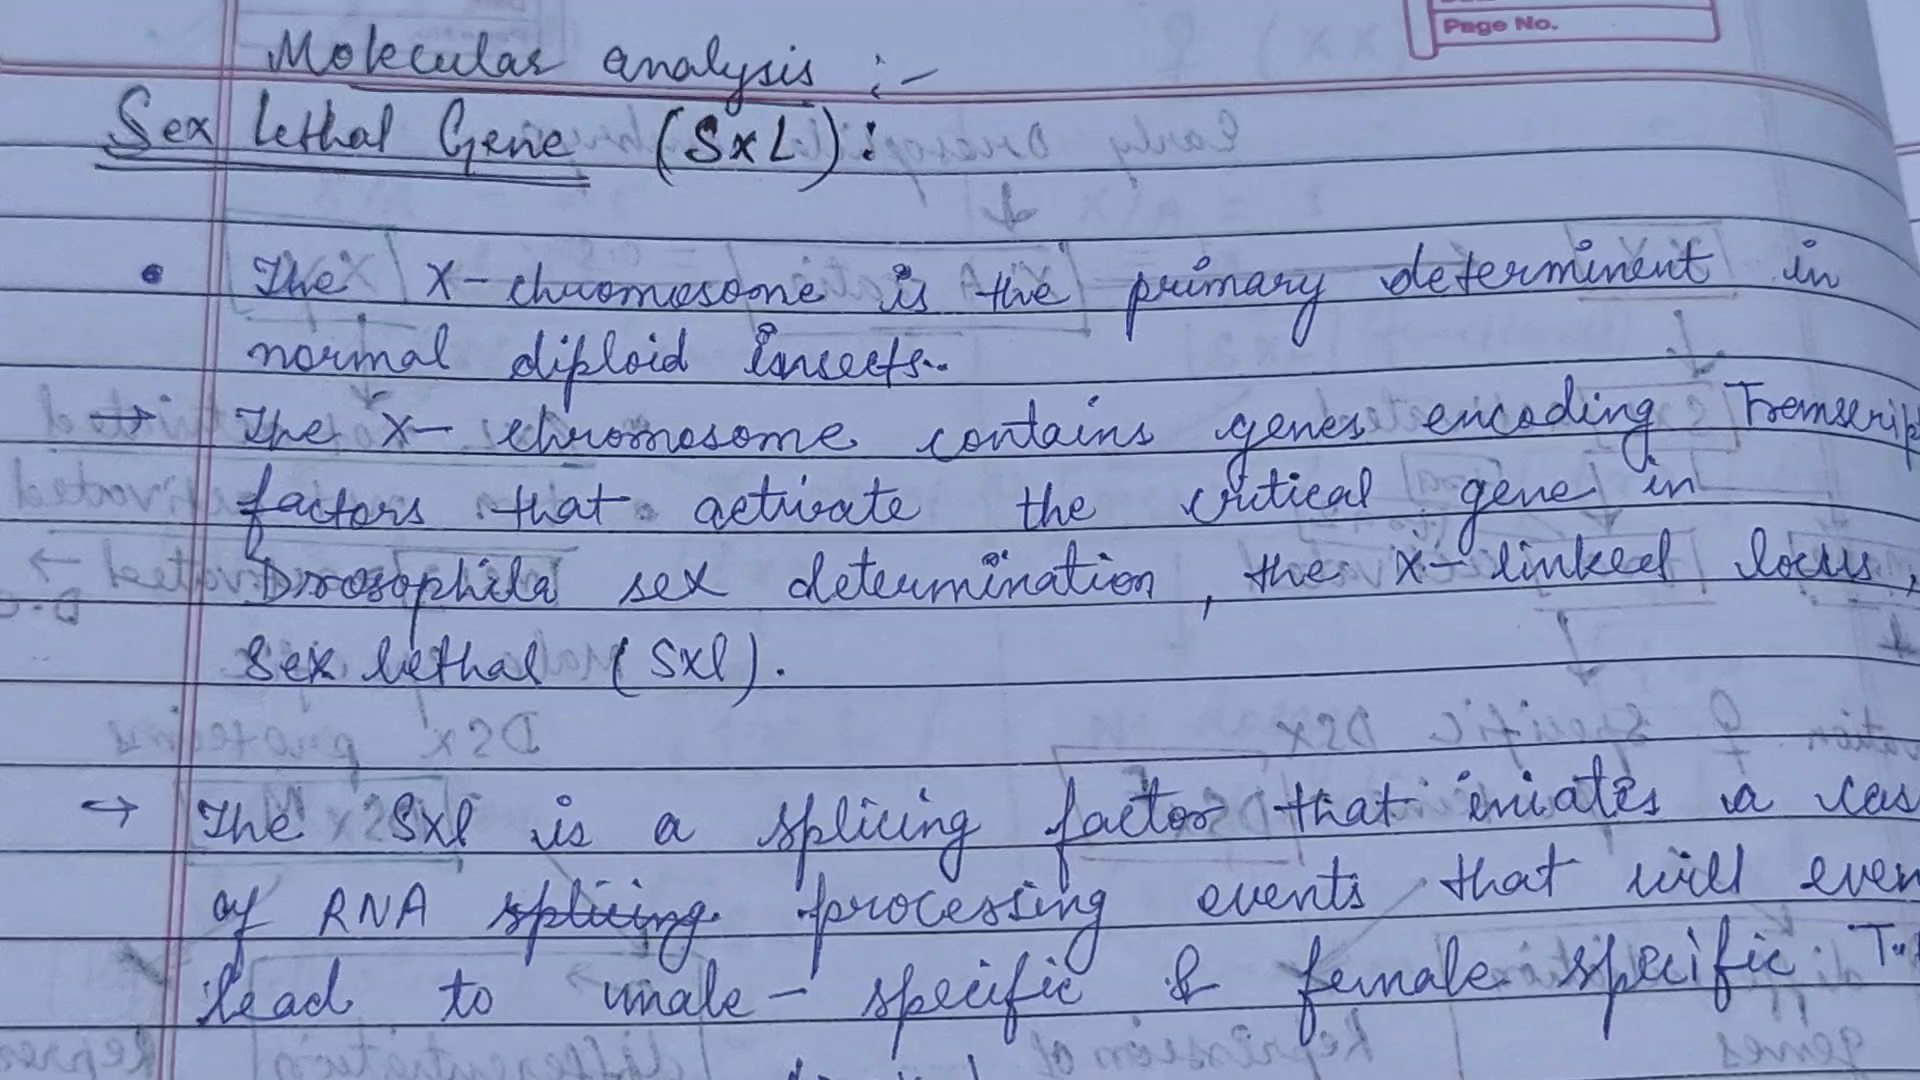 Page No.
Molecular analysis :-
Sex lethal Gene (SxL):
• The X-chromosone is the primary determinent in
normal diploid insects.
→ The X- chromosome contains genes encoding Transcrip
factors that activate the critical gene in
Drosophila sex determination, the X-linked locus,
Sex lethal (Sxl).
→ The Sxl is a splicing factor that iniates a cas
of RNA splicing processing events that will even
lead to male-specific & female specific